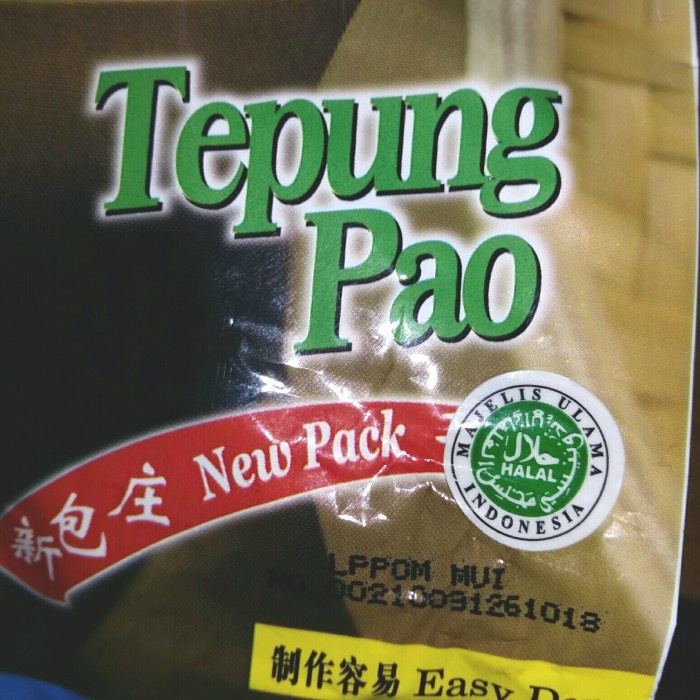 Tepung
Pao
新包庄 New Pack
MAJELIS ULAMA
حلال
HALAL
INDONESIA
LPPOM MUI
NO.00210091261018
制作容易 Easy